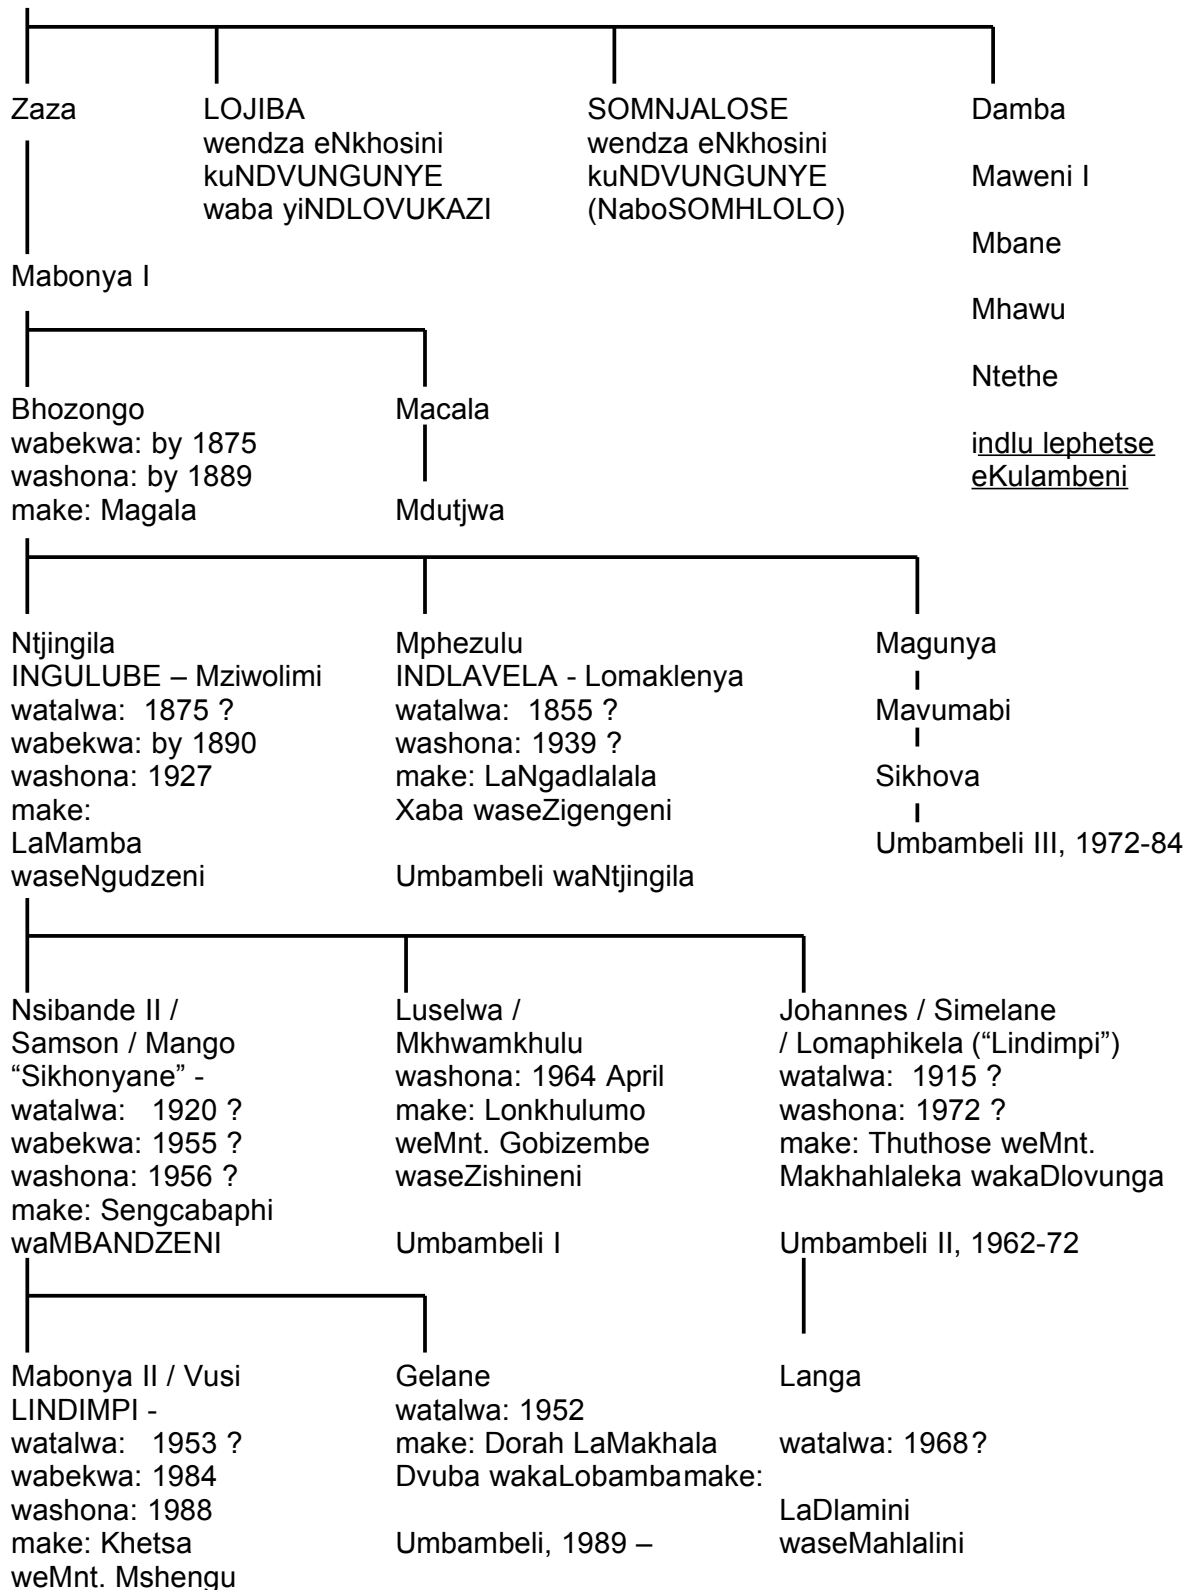 Zaza
LOJIBA
wendza eNkhosini
kuNDVUNGUNYE
waba yiNDLOVUKAZI
SOMNJALOSE
wendza eNkhosini
kuNDVUNGUNYE
(NaboSOMHLOLO)
Damba
Maweni I
Mbane
Mhawu
Ntethe
indlu lephetse
eKulambeni
Mabonya I
Bhozongo
wabekwa: by 1875
washona: by 1889
make: Magala
Macala
Mdutjwa
Ntjingila
INGULUBE – Mziwolimi
watalwa: 1875 ?
wabekwa: by 1890
washona: 1927
make:
LaMamba
waseNgudzeni
Mphezulu
INDLAVELA - Lomaklenya
watalwa: 1855 ?
washona: 1939 ?
make: LaNgadlalala
Xaba waseZigengeni
Umbambeli waNtjingila
Magunya
Mavumabi
Sikhova
Umbambeli III, 1972-84
Nsibande II /
Samson / Mango
“Sikhonyane” -
watalwa: 1920 ?
wabekwa: 1955 ?
washona: 1956 ?
make: Sengcabaphi
waMBANDZENI
Luselwa /
Mkhwamkhulu
washona: 1964 April
make: Lonkhulumo
weMnt. Gobizembe
waseZishineni
Umbambeli I
Johannes / Simelane
/ Lomaphikela (“Lindimpi”)
watalwa: 1915 ?
washona: 1972 ?
make: Thuthose weMnt.
Makhahlaleka wakaDlovunga
Umbambeli II, 1962-72
Mabonya II / Vusi
LINDIMPI -
watalwa: 1953 ?
wabekwa: 1984
washona: 1988
make: Khetsa
weMnt. Mshengu
Gelane
watalwa: 1952
make: Dorah LaMakhala
Dvuba wakaLobamba
Umbambeli, 1989 –
Langa
watalwa: 1968?
make:
LaDlamini
waseMahlalini